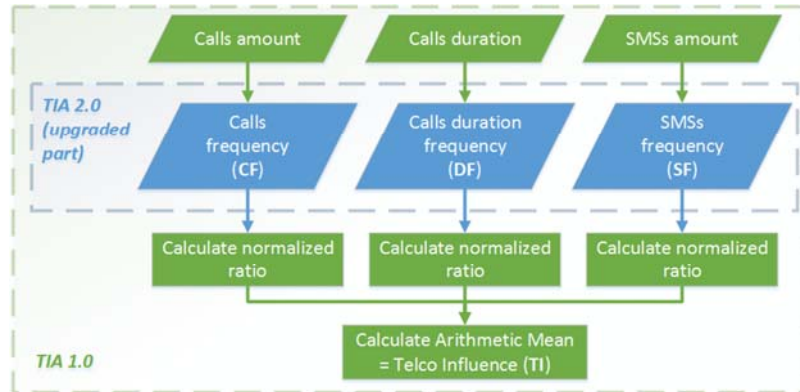 Calls amount
Calls duration
SMSs amount
TIA 2.0
(upgraded
part)
Calls
frequency
(CF)
Calls duration
frequency
(DF)
SMSs
frequency
(SF)
Calculate normalized
ratio
Calculate normalized
ratio
Calculate normalized
ratio
Calculate Arithmetic Mean
= Telco Influence (TI)
TIA 1.0